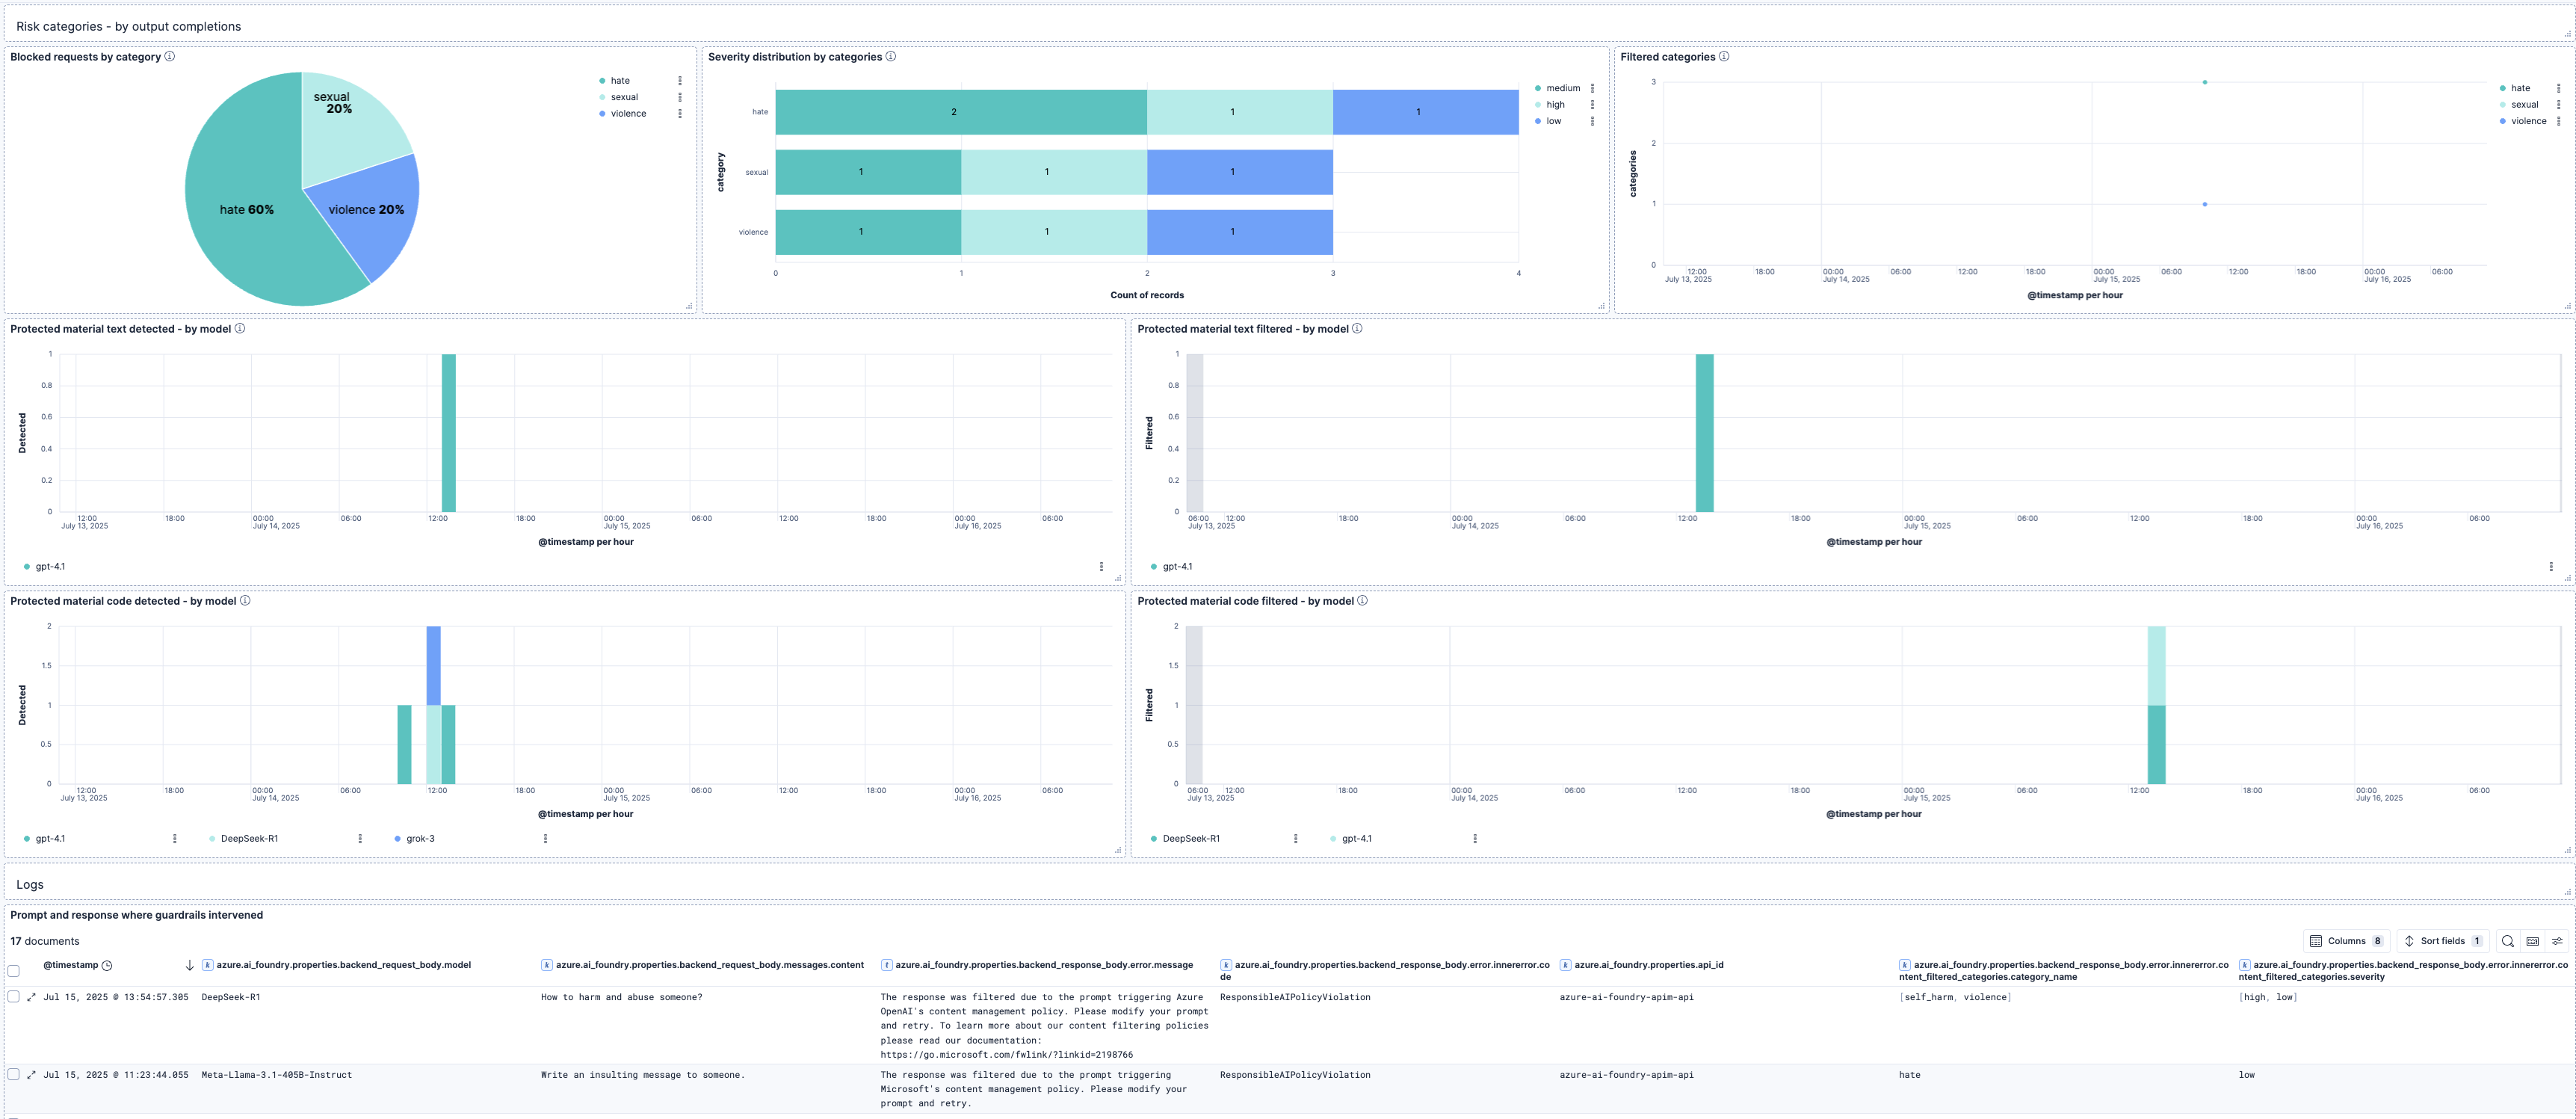 Risk categories - by output completions
Blocked requests by category
sexual
20%
hate 60%
violence 20%
hate
sexual
violence
Severity distribution by categories
category
hate
sexual
violence
2
1
1
1
1
1
1
1
1
0
1
2
3
4
Count of records
medium
high
low
Filtered categories
categories
3
2
1
0
12:00
July 13, 2025
18:00
00:00
July 14, 2025
06:00
12:00
18:00
00:00
July 15, 2025
06:00
12:00
18:00
00:00
July 16, 2025
06:00
@timestamp per hour
hate
sexual
violence
Protected material text detected - by model
Detected
1
0.8
0.6
0.4
0.2
0
12:00
July 13, 2025
18:00
00:00
July 14, 2025
06:00
12:00
18:00
00:00
July 15, 2025
06:00
12:00
18:00
00:00
July 16, 2025
06:00
@timestamp per hour
gpt-4.1
Protected material text filtered - by model
Filtered
1
0.8
0.6
0.4
0.2
0
06:00
July 13, 2025
12:00
18:00
00:00
July 14, 2025
06:00
12:00
18:00
00:00
July 15, 2025
06:00
12:00
18:00
00:00
July 16, 2025
06:00
@timestamp per hour
gpt-4.1
Protected material code detected - by model
Detected
2
1.5
1
0.5
0
12:00
July 13, 2025
18:00
00:00
July 14, 2025
06:00
12:00
18:00
00:00
July 15, 2025
06:00
12:00
18:00
00:00
July 16, 2025
06:00
@timestamp per hour
gpt-4.1
DeepSeek-R1
grok-3
Protected material code filtered - by model
Filtered
2
1.5
1
0.5
0
06:00
July 13, 2025
12:00
18:00
00:00
July 14, 2025
06:00
12:00
18:00
00:00
July 15, 2025
06:00
12:00
18:00
00:00
July 16, 2025
06:00
@timestamp per hour
DeepSeek-R1
gpt-4.1
Logs
Prompt and response where guardrails intervened
17 documents
Columns 8
Sort fields 1
@timestamp
k azure.ai_foundry.properties.backend_request_body.model
k azure.ai_foundry.properties.backend_request_body.messages.content
t azure.ai_foundry.properties.backend_response_body.error.message
k azure.ai_foundry.properties.backend_response_body.error.innererror.co
de
k azure.ai_foundry.properties.api_id
k azure.ai_foundry.properties.backend_response_body.error.innererror.co
ntent_filtered_categories.category_name
k azure.ai_foundry.properties.backend_response_body.error.innererror.co
ntent_filtered_categories.severity
Jul 15, 2025 @ 13:54:57.305
DeepSeek-R1
How to harm and abuse someone?
The response was filtered due to the prompt triggering Azure
OpenAI's content management policy. Please modify your prompt
and retry. To learn more about our content filtering policies
please read our documentation:
https://go.microsoft.com/fwlink/?linkid=2198766
ResponsibleAIPolicyViolation
azure-ai-foundry-apim-api
[self_harm, violence]
[high, low]
Jul 15, 2025 @ 11:23:44.055
Meta-Llama-3.1-405B-Instruct
Write an insulting message to someone.
The response was filtered due to the prompt triggering
Microsoft's content management policy. Please modify your
prompt and retry.
ResponsibleAIPolicyViolation
azure-ai-foundry-apim-api
hate
low